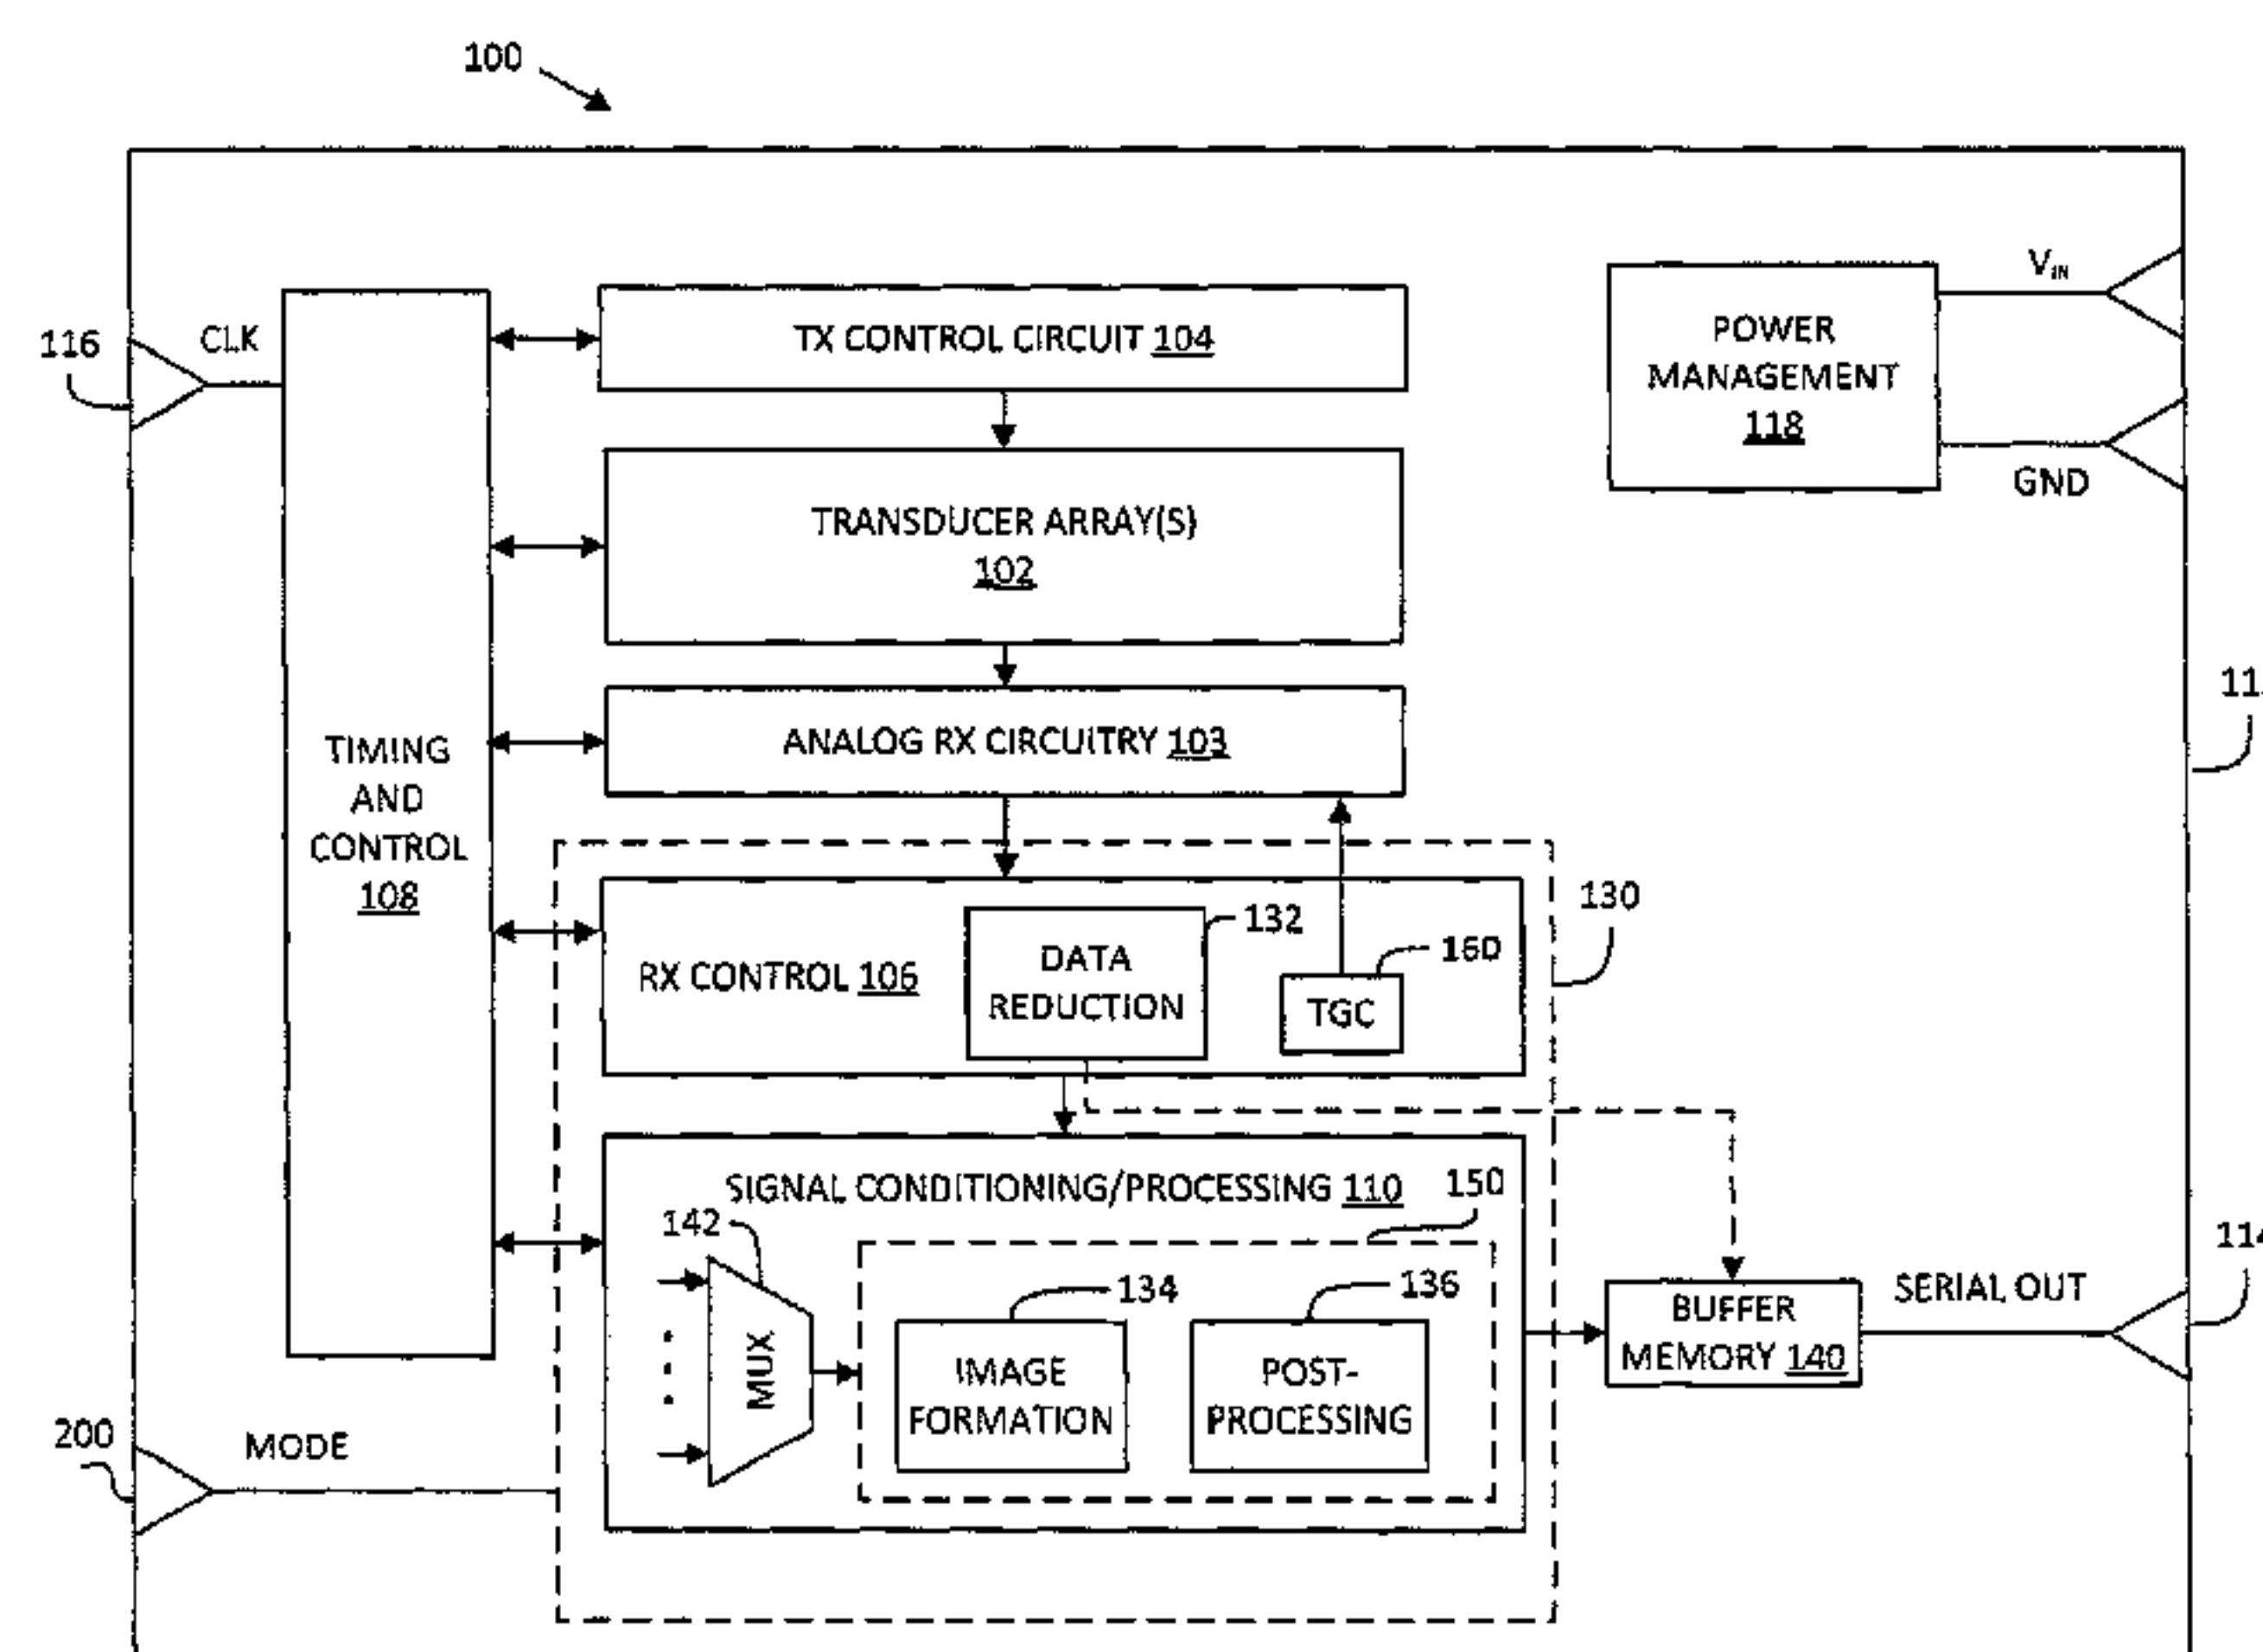 100
116
CLK
TX CONTROL CIRCUIT 104
POWER
MANAGEMENT
118
VIN
GND
TRANSDUCER ARRAY(S)
102
ANALOG RX CIRCUITRY 103
TIMING
AND
CONTROL
108
RX CONTROL 106
DATA
REDUCTION
132
TGC
160
130
SIGNAL CONDITIONING/PROCESSING 110
150
142
MUX
134
IMAGE
FORMATION
136
POST-
PROCESSING
BUFFER
MEMORY 140
SERIAL OUT
114
200
MODE